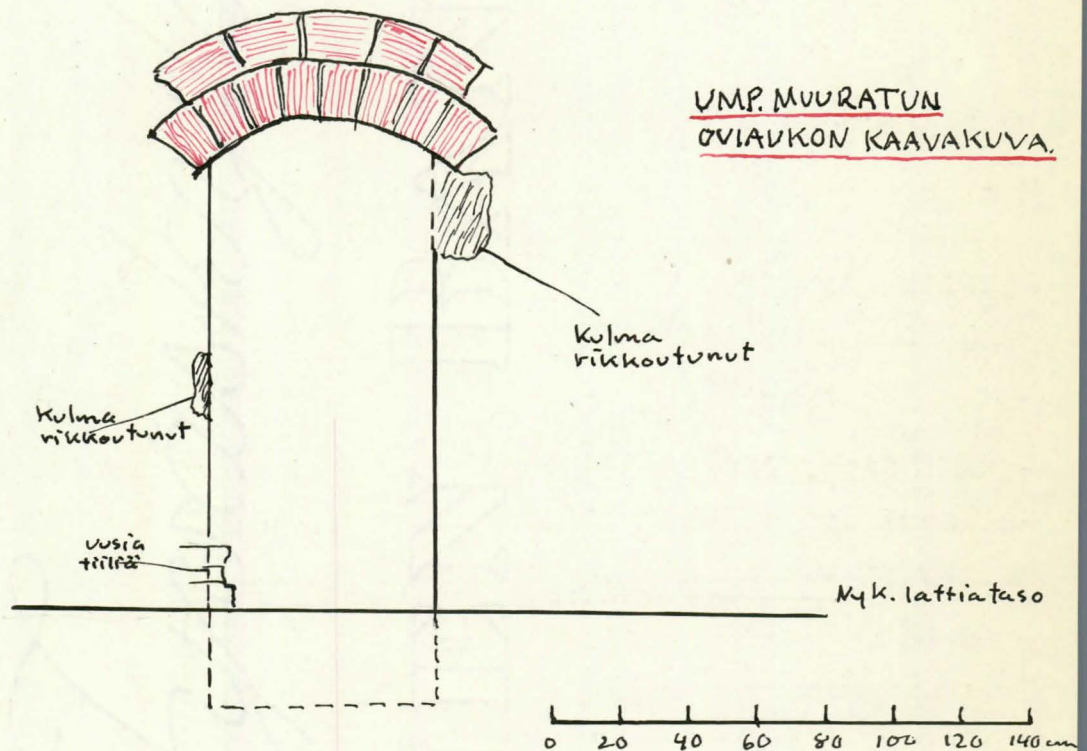 UMP. MUURATUN
OVIAUKON KAAVAKUVA.
Kulma
rikkoutunut
Kulma
rikkoutunut
uusia
tiiliä
Nyk. lattiataso
0 20 40 60 80 100 120 140 cm